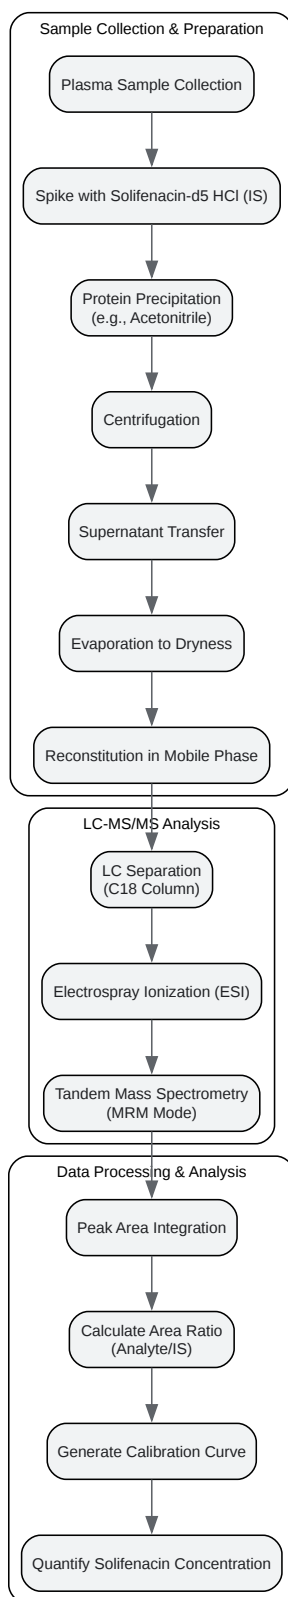 Sample Collection & Preparation
Plasma Sample Collection
Spike with Solifenacin-d5 HCl (IS)
Protein Precipitation
(e.g., Acetonitrile)
Centrifugation
Supernatant Transfer
Evaporation to Dryness
Reconstitution in Mobile Phase
LC-MS/MS Analysis
LC Separation
(C18 Column)
Electrospray Ionization (ESI)
Tandem Mass Spectrometry
(MRM Mode)
Data Processing & Analysis
Peak Area Integration
Calculate Area Ratio
(Analyte/IS)
Generate Calibration Curve
Quantify Solifenacin Concentration